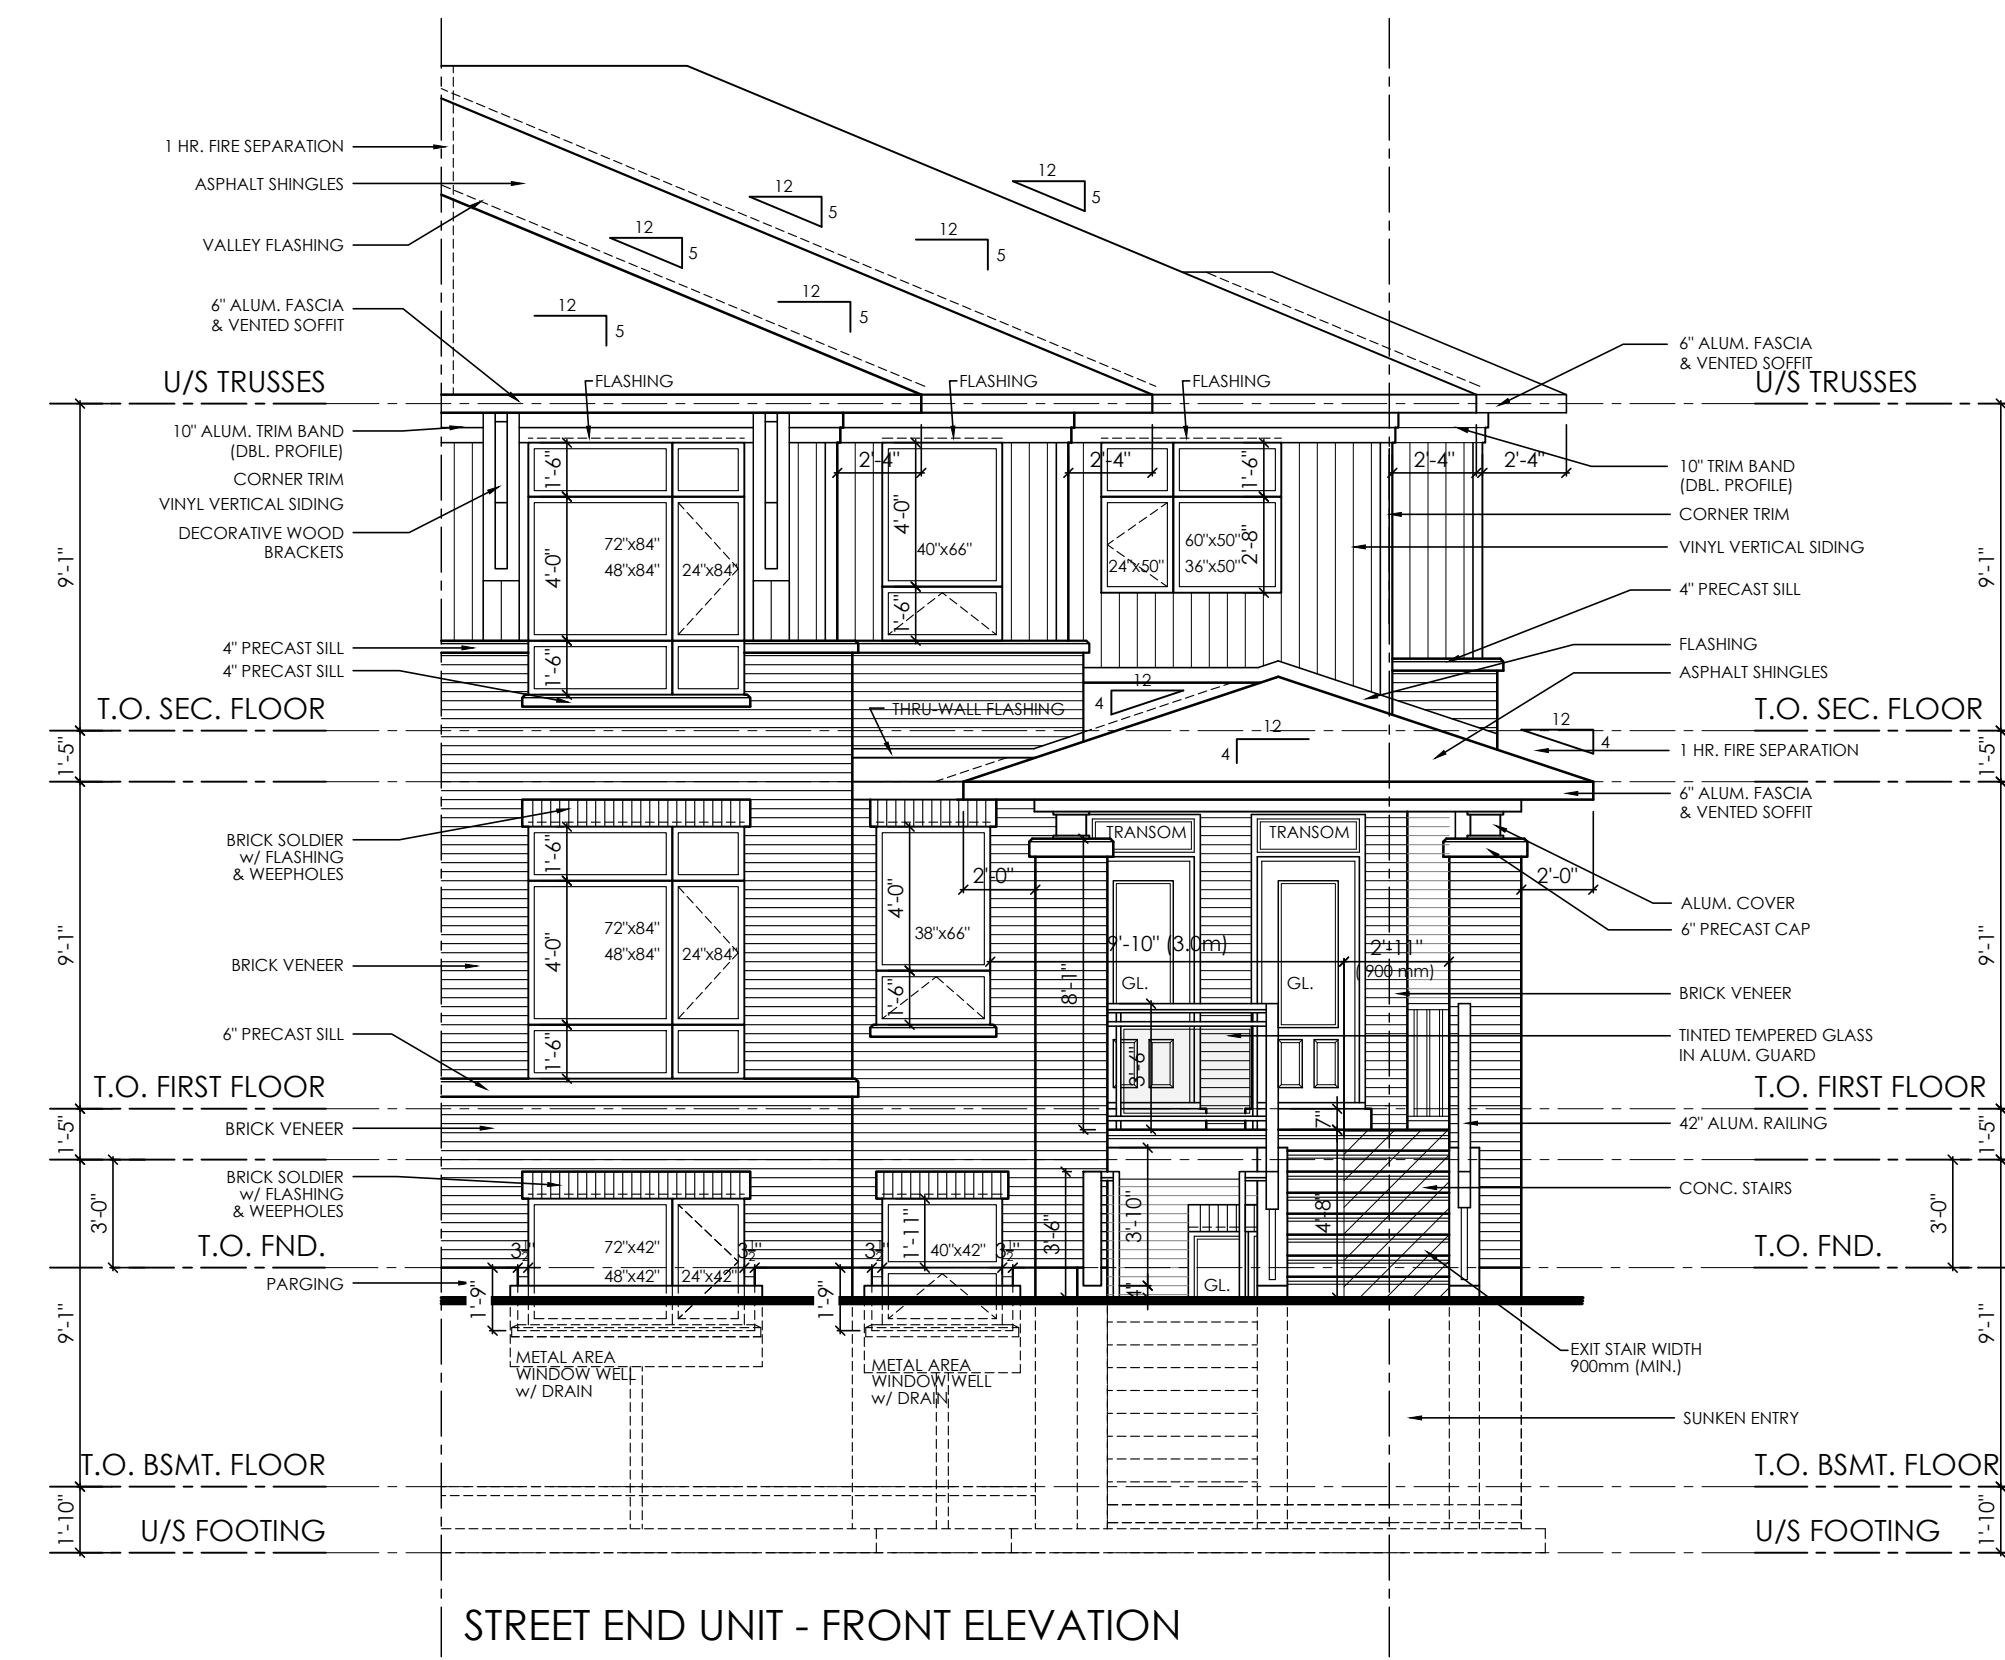 1 HR. FIRE SEPARATION
ASPHALT SHINGLES
VALLEY FLASHING
6" ALUM. FASCIA
& VENTED SOFFIT
U/S TRUSSES
10" ALUM. TRIM BAND
(DBL. PROFILE)
CORNER TRIM
VINYL VERTICAL SIDING
DECORATIVE WOOD
BRACKETS
9'-1"
4" PRECAST SILL
4" PRECAST SILL
T.O. SEC. FLOOR
1'-5"
BRICK SOLDIER
w/ FLASHING
& WEEPHOLES
9'-1"
BRICK VENEER
6" PRECAST SILL
T.O. FIRST FLOOR
1'-5"
BRICK VENEER
BRICK SOLDIER
w/ FLASHING
& WEEPHOLES
3'-0"
T.O. FND.
PARGING
9'-1"
T.O. BSMT. FLOOR
1'-10"
U/S FOOTING
12
5
12
5
12
5
12
5
12
5
12
5
FLASHING
FLASHING
FLASHING
1'-6"
4'-0"
1'-6"
72"x84"
48"x84"
24"x84"
2'-4"
4'-0"
40"x66"
1'-6"
2'-4"
1'-6"
60"x50"
2'-8"
24"x50"
36"x50"
2'-4"
2'-4"
THRU-WALL FLASHING
12
4
12
4
12
4
1'-6"
4'-0"
1'-6"
72"x84"
48"x84"
24"x84"
4'-0"
38"x66"
1'-6"
TRANSOM
TRANSOM
2'-0"
2'-0"
9'-10" (3.0m)
2'-11"
(900 mm)
8'-1"
GL.
GL.
3'-6"
7"
72"x42"
48"x42"
24"x42"
3½"
3½"
3½"
3½"
1'-11"
40"x42"
1'-9"
1'-9"
3'-6"
3'-10"
4"
4'-8"
GL.
METAL AREA
WINDOW WELL
w/ DRAIN
METAL AREA
WINDOW WELL
w/ DRAIN
6" ALUM. FASCIA
& VENTED SOFFIT
U/S TRUSSES
10" TRIM BAND
(DBL. PROFILE)
CORNER TRIM
VINYL VERTICAL SIDING
9'-1"
4" PRECAST SILL
FLASHING
ASPHALT SHINGLES
T.O. SEC. FLOOR
1 HR. FIRE SEPARATION
1'-5"
6" ALUM. FASCIA
& VENTED SOFFIT
ALUM. COVER
6" PRECAST CAP
9'-1"
BRICK VENEER
TINTED TEMPERED GLASS
IN ALUM. GUARD
T.O. FIRST FLOOR
42" ALUM. RAILING
1'-5"
CONC. STAIRS
3'-0"
T.O. FND.
9'-1"
EXIT STAIR WIDTH
900mm (MIN.)
SUNKEN ENTRY
T.O. BSMT. FLOOR
1'-10"
U/S FOOTING
STREET END UNIT - FRONT ELEVATION